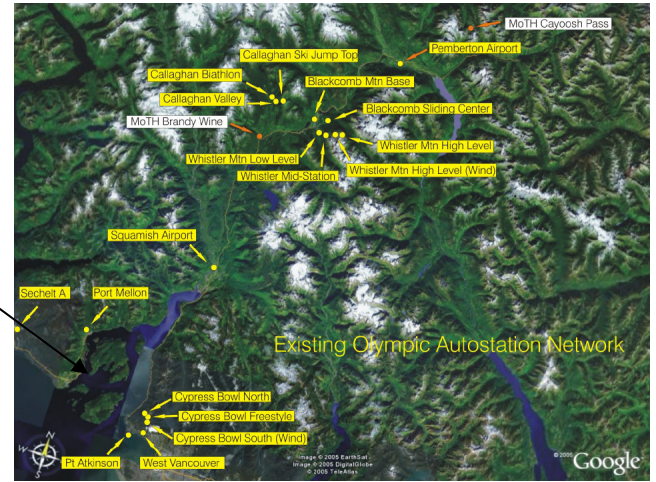 MoTH Cayoosh Pass
Pemberton Airport
Callaghan Ski Jump Top
Callaghan Biathlon
Blackcomb Mtn Base
Callaghan Valley
Blackcomb Sliding Center
MoTH Brandy Wine
Whistler Mtn High Level
Whistler Mtn Low Level
Whistler Mtn High Level (Wind)
Whistler Mid-Station
Squamish Airport
Sechelt A
Port Mellon
Existing Olympic Autostation Network
Cypress Bowl North
Cypress Bowl Freestyle
Cypress Bowl South (Wind)
Pt Atkinson
West Vancouver
N
W
E
S
Image © 2005 EarthSat
Image © 2005 DigitalGlobe
© 2005 TeleAtlas
© 2005
Google